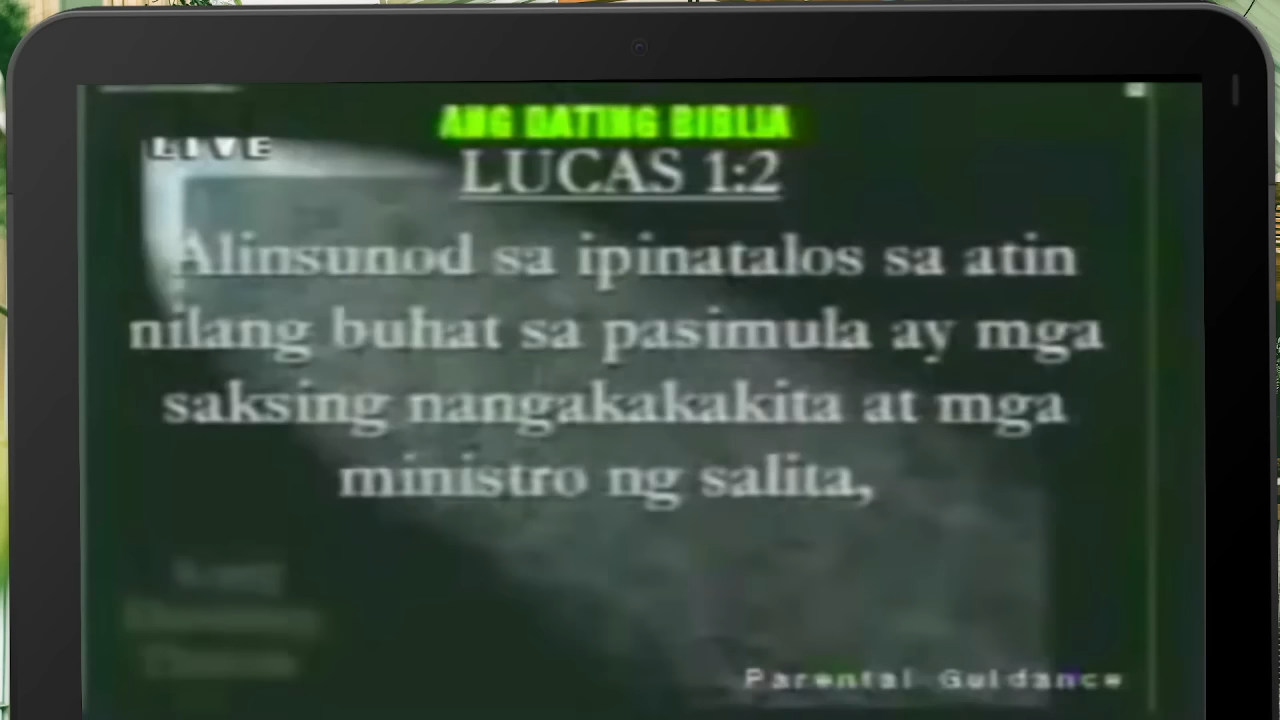 ANG DATING BIBLIA
LIVE
LUCAS 1:2
Alinsunod sa ipinatalos sa atin
nilang buhat sa pasimula ay mga
saksing nangakakakita at mga
ministro ng salita,
Parental Guidance